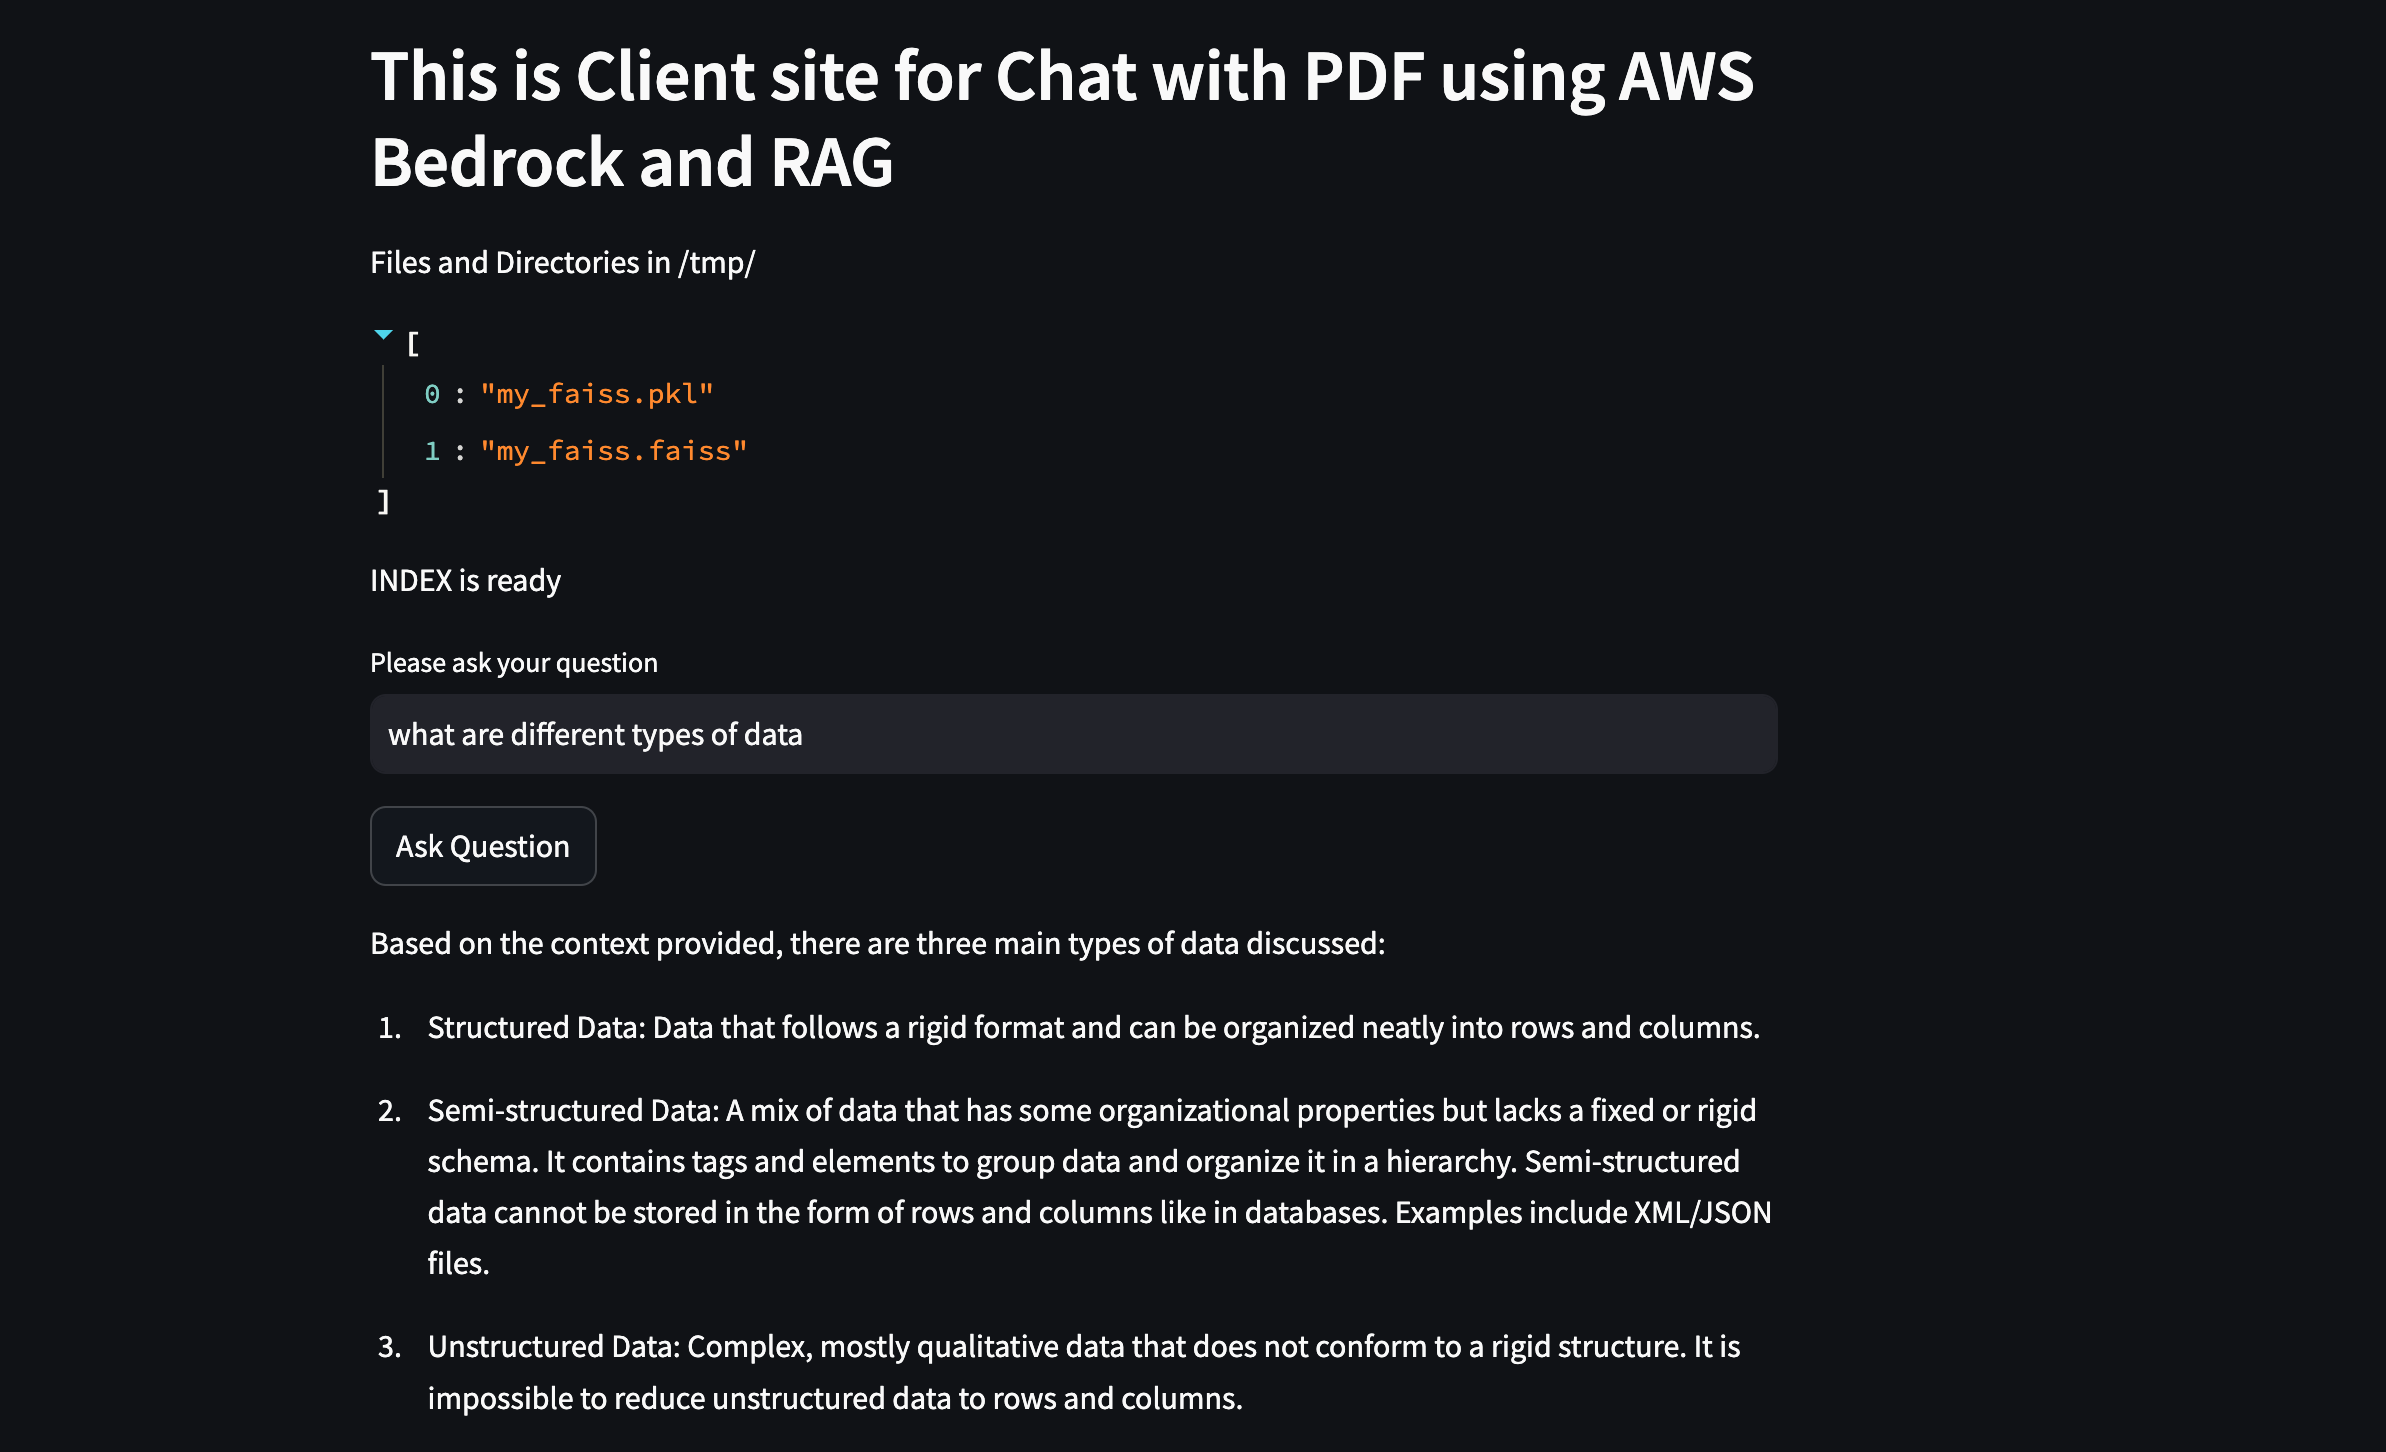 This is Client site for Chat with PDF using AWS
Bedrock and RAG
Files and Directories in /tmp/
[
0 : "my_faiss.pkl"
1 : "my_faiss.faiss"
]
INDEX is ready
Please ask your question
what are different types of data
Ask Question
Based on the context provided, there are three main types of data discussed:
1. Structured Data: Data that follows a rigid format and can be organized neatly into rows and columns.
2. Semi-structured Data: A mix of data that has some organizational properties but lacks a fixed or rigid
schema. It contains tags and elements to group data and organize it in a hierarchy. Semi-structured
data cannot be stored in the form of rows and columns like in databases. Examples include XML/JSON
files.
3. Unstructured Data: Complex, mostly qualitative data that does not conform to a rigid structure. It is
impossible to reduce unstructured data to rows and columns.